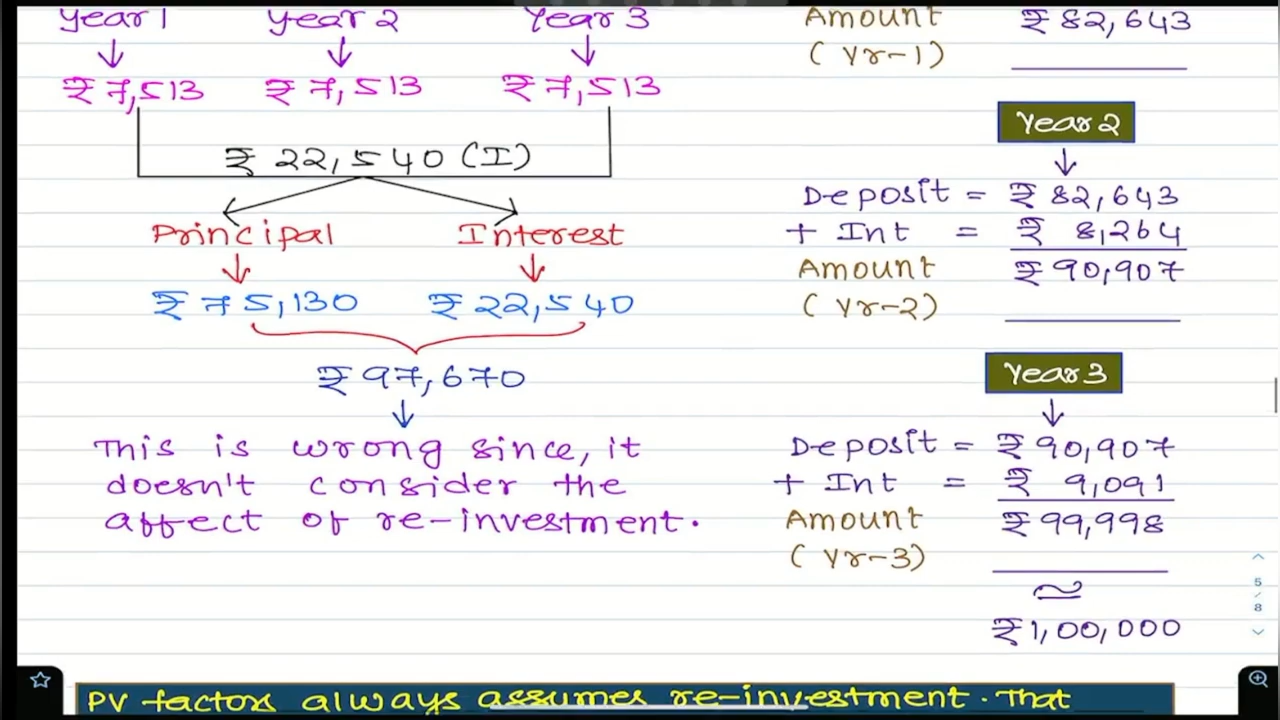 Year 1 Year 2 Year 3
₹ 7,513 ₹ 7,513 ₹ 7,513
₹ 22,540 (I)
Principal Interest
₹ 75,130 ₹ 22,540
₹ 97,670
This is wrong since, it
doesn't consider the
affect of re-investment.
Amount ₹ 82,643
(Yr-1)
Year 2
Deposit = ₹ 82,643
+ Int = ₹ 8,264
Amount ₹ 90,907
(Yr-2)
Year 3
Deposit = ₹ 90,907
+ Int = ₹ 9,091
Amount ₹ 99,998
(Yr-3)
≃
₹ 1,00,000
5
/
8
PV factors always assumes re-investment. That